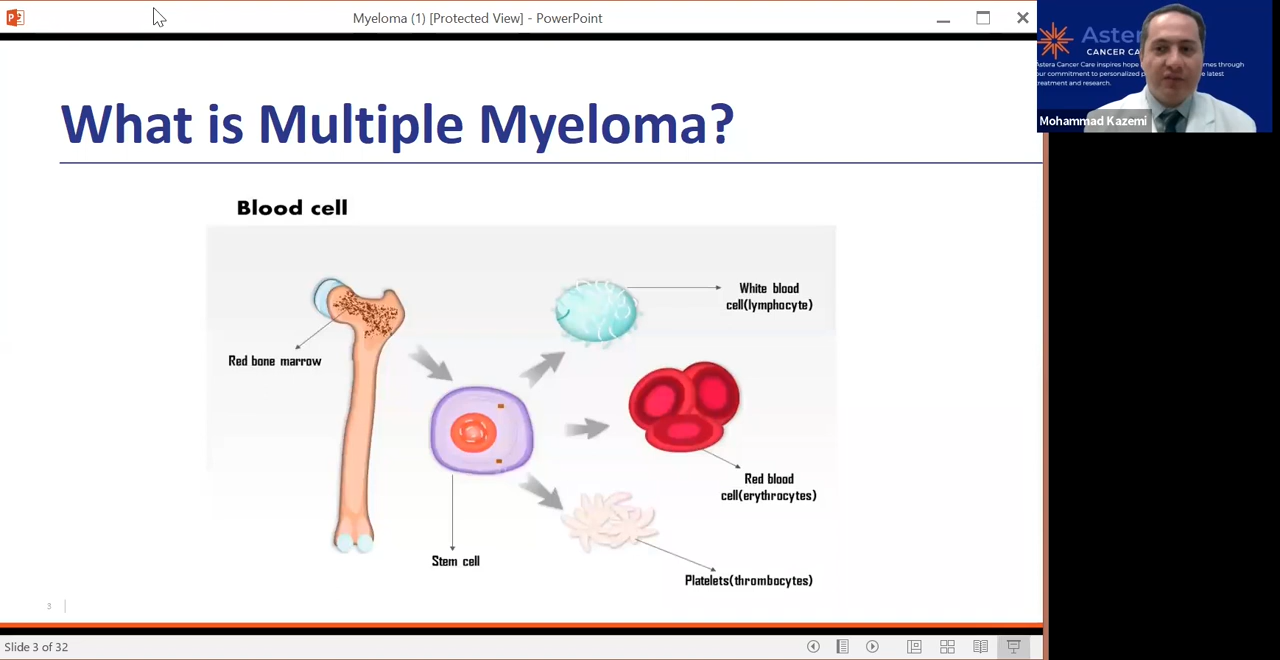 Myeloma (1) [Protected View] - PowerPoint
What is Multiple Myeloma?
Blood cell
White blood
cell(lymphocyte)
Red bone marrow
Red blood
cell(erythrocytes)
Stem cell
Platelets(thrombocytes)
3
Slide 3 of 32
Aster
CANCER CA
Astera Cancer Care inspires hope
mes through
our commitment to personalized p
e latest
treatment and research.
Mohammad Kazemi